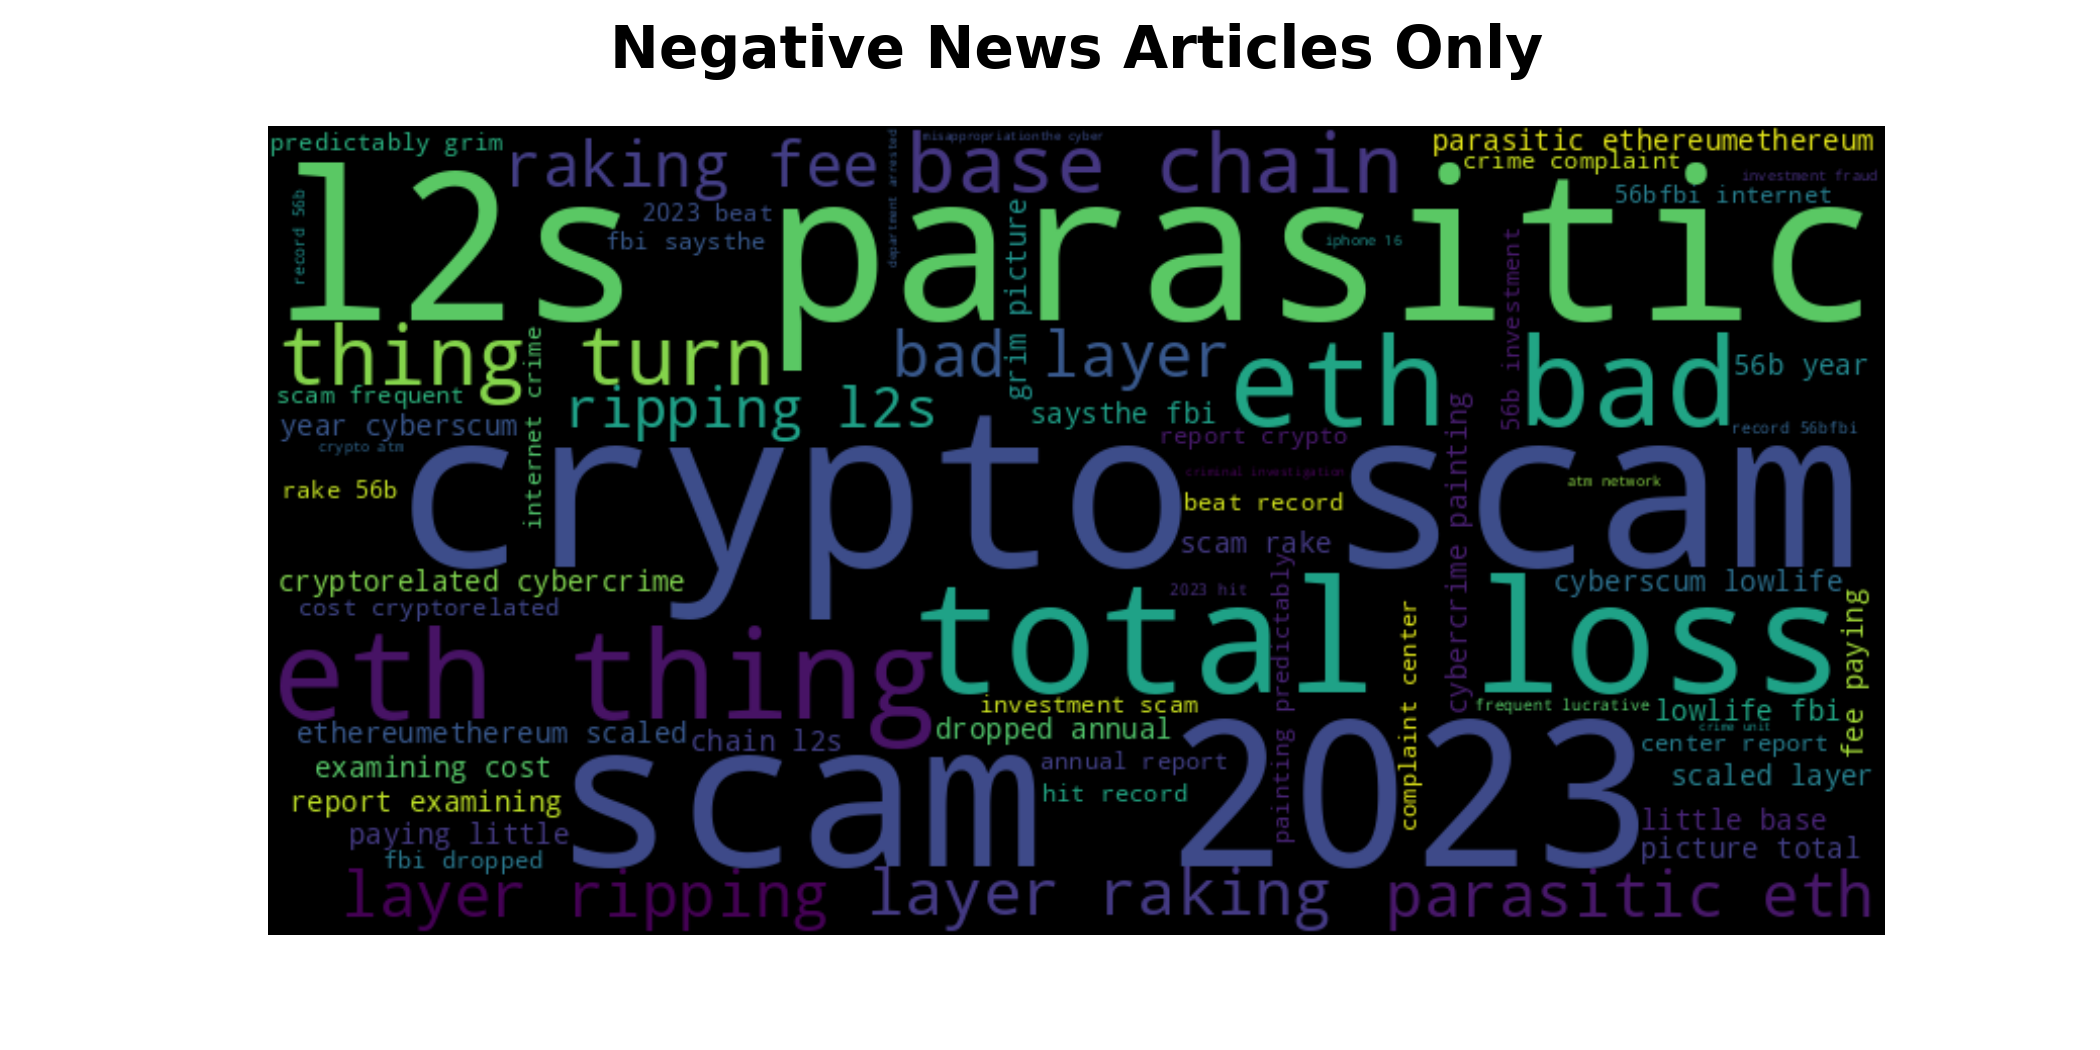 Negative News Articles Only
predictably grim
raking fee
department arrested
misappropriationthe cyber
base chain
parasitic ethereumethereum
crime complaint
investment fraud
56bfbi internet
record 56b
l2s parasitic
2023 beat
fbi saysthe
grim picture
iphone 16
56b investment
thing turn
internet crime
bad layer
eth bad
56b year
scam frequent
ripping l2s
saysthe fbi
cybercrime painting
year cyberscum
crypto atm
report crypto
record 56bfbi
crypto scam
criminal investigation
atm network
rake 56b
beat record
scam rake
cryptorelated cybercrime
cost cryptorelated
2023 hit
painting predictably
cyberscum lowlife
total loss
complaint center
fee paying
eth thing
investment scam
frequent lucrative
lowlife fbi
ethereumethereum scaled
chain l2s
dropped annual
crime unit
center report
examining cost
annual report
scaled layer
report examining
hit record
scam 2023
paying little
little base
fbi dropped
picture total
layer ripping
layer raking
parasitic eth